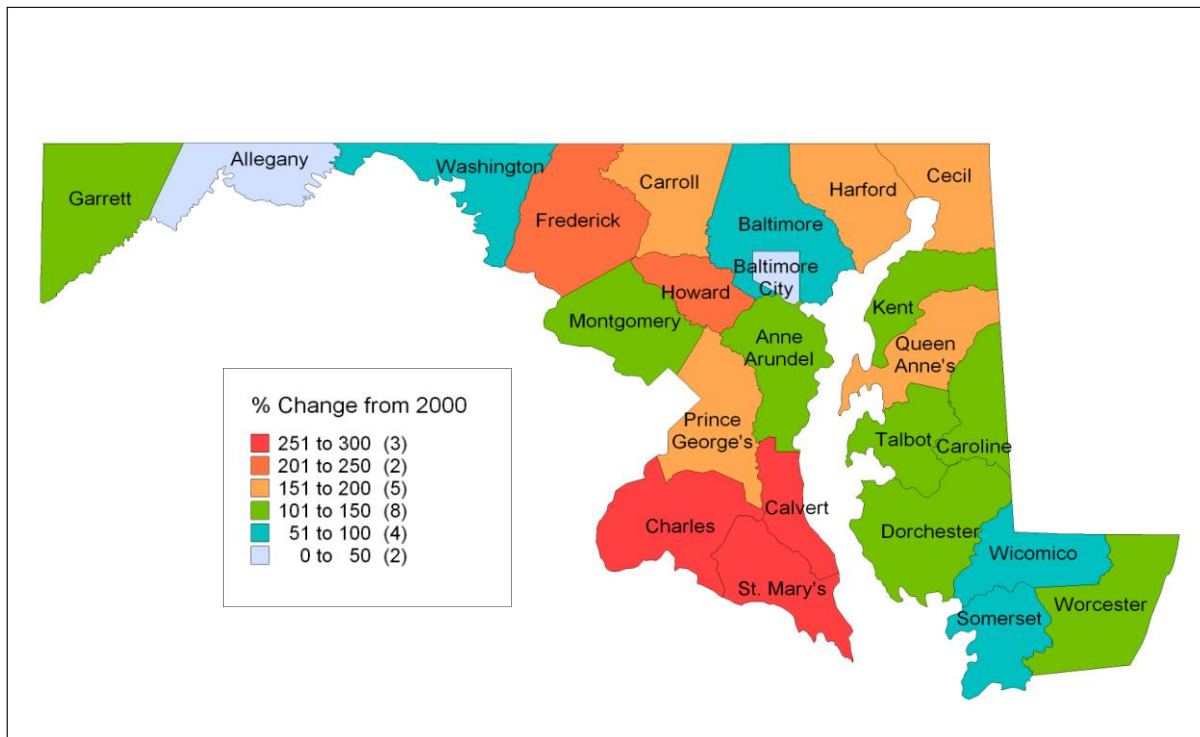 Allegany
Washington
Garrett
Carroll
Harford
Cecil
Frederick
Baltimore
Baltimore
City
Howard
Kent
Montgomery
Anne
Arundel
Queen
Anne's
% Change from 2000
251 to 300 (3)
201 to 250 (2)
151 to 200 (5)
101 to 150 (8)
51 to 100 (4)
0 to 50 (2)
Prince
George's
Talbot
Caroline
Charles
Calvert
Dorchester
Wicomico
St. Mary's
Somerset
Worcester